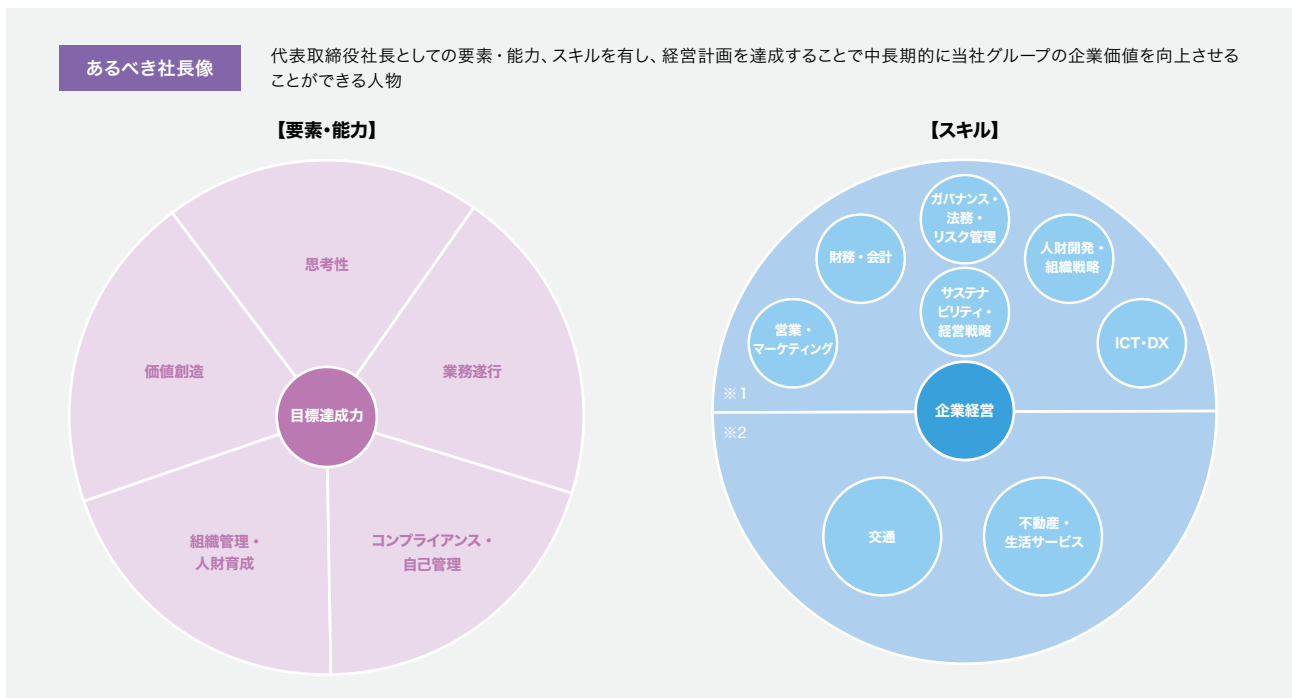 あるべき社長像
代表取締役社長としての要素・能力、スキルを有し、経営計画を達成することで中長期的に当社グループの企業価値を向上させる
ことができる人物
【要素・能力】
思考性
価値創造
業務遂行
目標達成力
組織管理・
人財育成
コンプライアンス・
自己管理
【スキル】
ガバナンス・
法務・
リスク管理
財務・会計
人財開発・
組織戦略
サステナ
ビリティ・
経営戦略
営業・
マーケティング
ICT・DX
※1
企業経営
※2
交通
不動産・
生活サービス